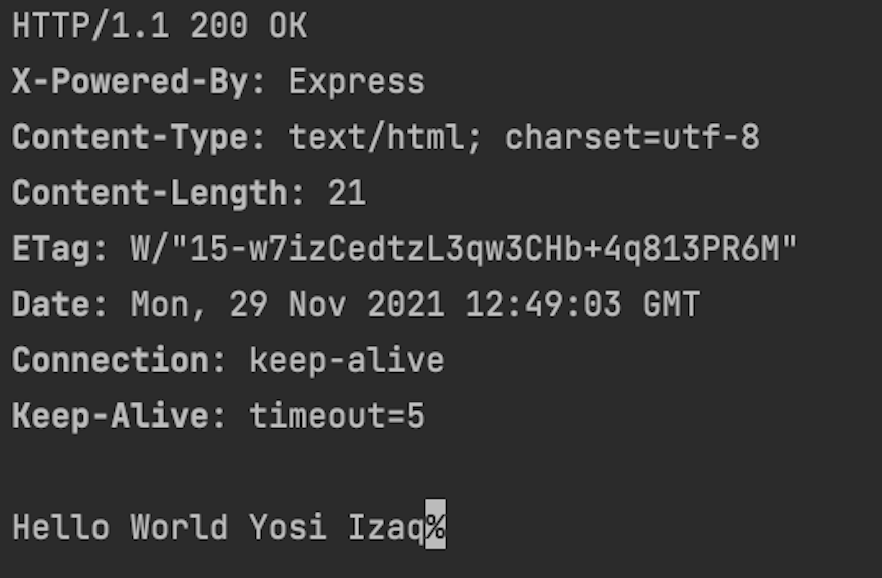 HTTP/1.1 200 OK
X-Powered-By: Express
Content-Type: text/html; charset=utf-8
Content-Length: 21
ETag: W/"15-w7izCedtzL3qw3CHb+4q813PR6M"
Date: Mon, 29 Nov 2021 12:49:03 GMT
Connection: keep-alive
Keep-Alive: timeout=5
Hello World Yosi Izaq%